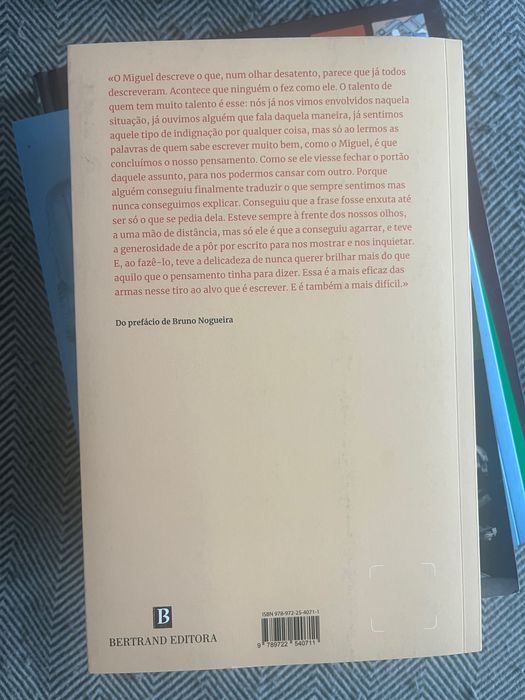 «O Miguel descreve o que, num olhar desatento, parece que já todos
descreveram. Acontece que ninguém o fez como ele. O talento de
quem tem muito talento é esse: nós já nos vimos envolvidos naquela
situação, já ouvimos alguém que fala daquela maneira, já sentimos
aquele tipo de indignação por qualquer coisa, mas só ao lermos as
palavras de quem sabe escrever muito bem, como o Miguel, é que
concluímos o nosso pensamento. Como se ele viesse fechar o portão
daquele assunto, para nos podermos cansar com outro. Porque
alguém conseguiu finalmente traduzir o que sempre sentimos mas
nunca conseguimos explicar. Conseguiu que a frase fosse enxuta até
ser só o que se pedia dela. Esteve sempre à frente dos nossos olhos,
a uma mão de distância, mas só ele é que a conseguiu agarrar, e teve
a generosidade de a pôr por escrito para nos mostrar e nos inquietar.
E, ao fazê-lo, teve a delicadeza de nunca querer brilhar mais do que
aquilo que o pensamento tinha para dizer. Essa é a mais eficaz das
armas nesse tiro ao alvo que é escrever. E é também a mais difícil.»
Do prefácio de Bruno Nogueira
B
BERTRAND EDITORA
ISBN 978-972-25-4071-1
9 789722 540711